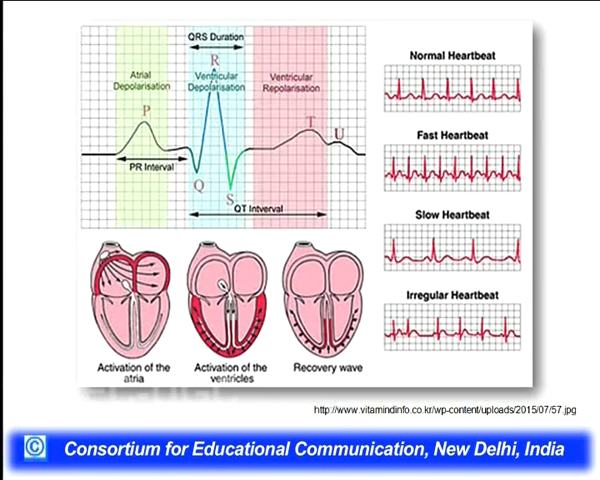 QRS Duration
R
Atrial
Depolarisation
Ventricular
Depolarisation
Ventricular
Repolarisation
P
T
U
PR Interval
Q
S
QT Interval
Activation of the
atria
Activation of the
ventricles
Recovery wave
Normal Heartbeat
Fast Heartbeat
Slow Heartbeat
Irregular Heartbeat
http://www.vitamindinfo.co.kr/wp-content/uploads/2015/07/57.jpg
© Consortium for Educational Communication, New Delhi, India